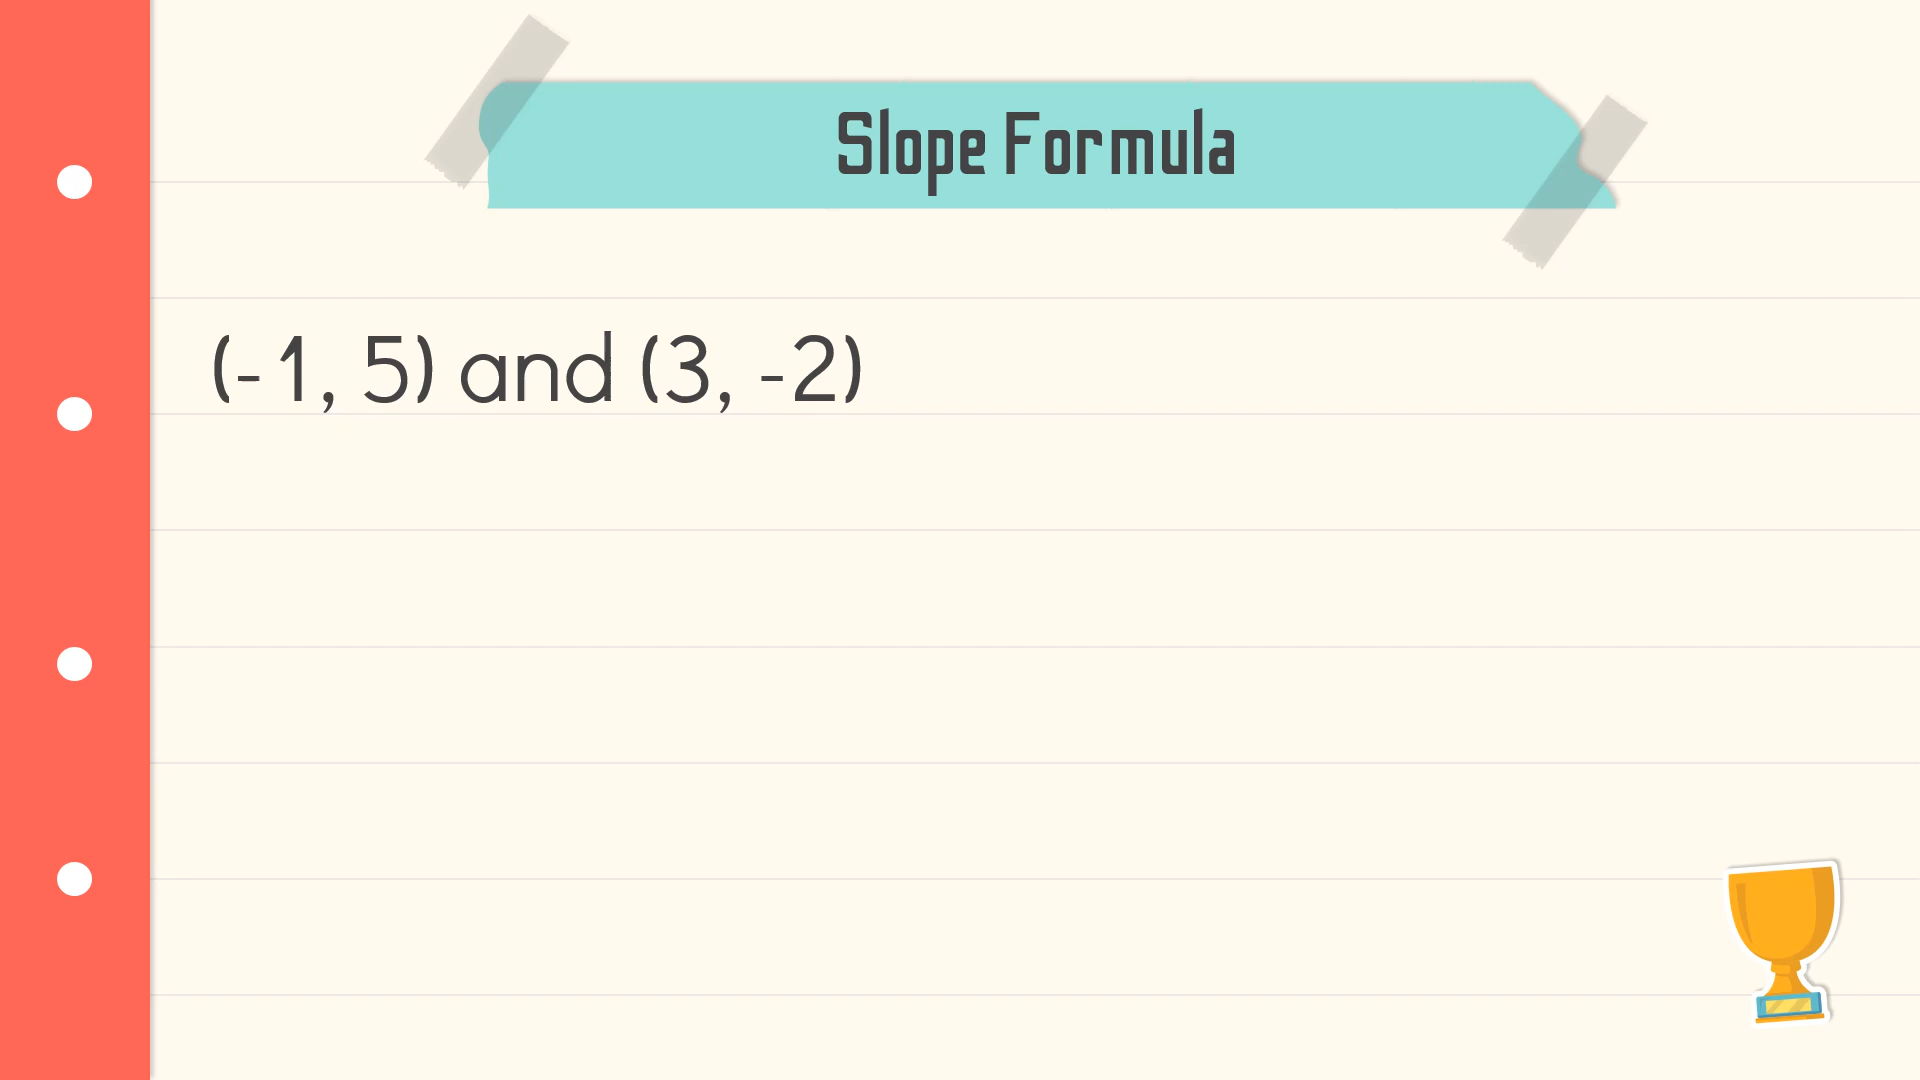 Slope Formula
(-1, 5) and (3, -2)